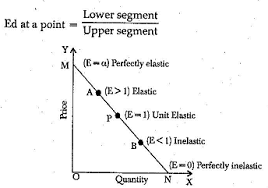 Ed at a point = Lower segment
Upper segment
Y
M
(E = α) Perfectly elastic
A (E > 1) Elastic
P (E = 1) Unit Elastic
Price
B (E < 1) Inelastic
(E = 0) Perfectly inelastic
O Quantity N X